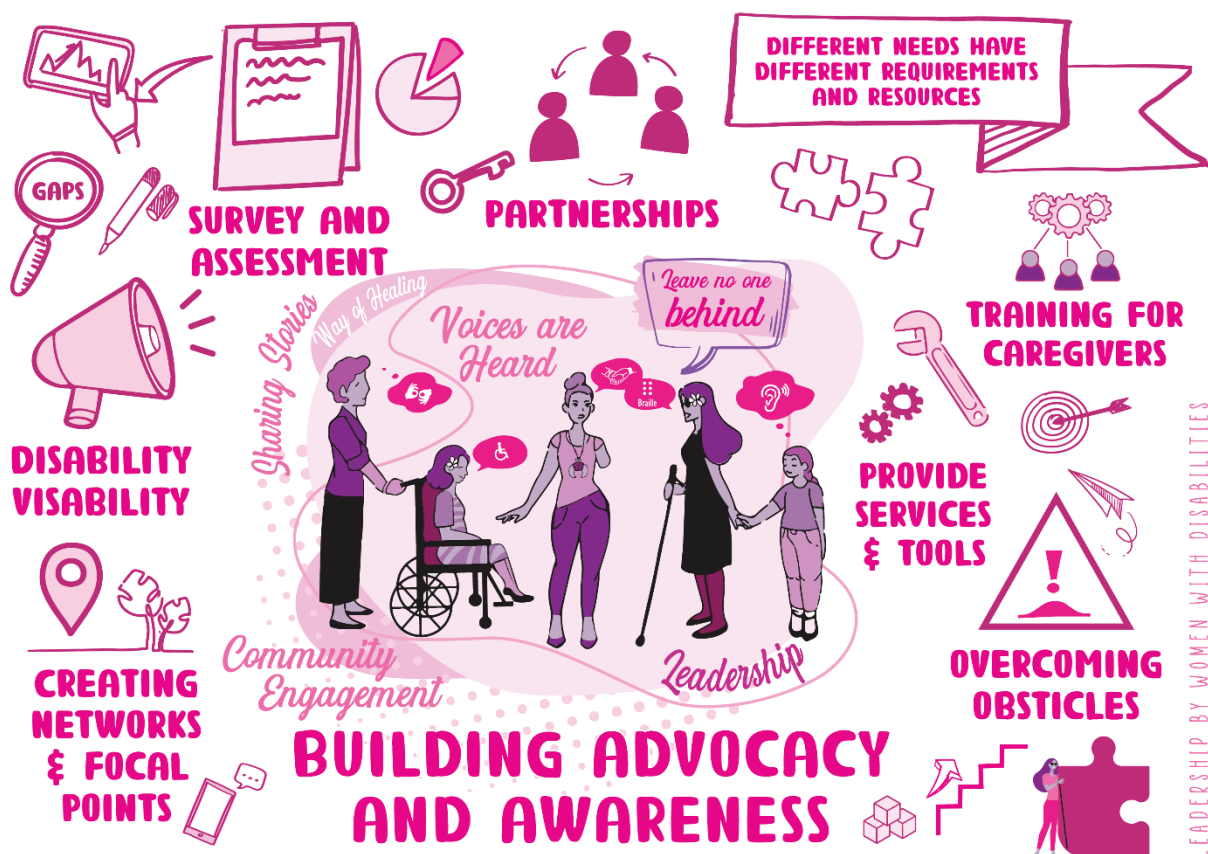 DIFFERENT NEEDS HAVE
DIFFERENT REQUIREMENTS
AND RESOURCES
GAPS
SURVEY AND
ASSESSMENT
PARTNERSHIPS
TRAINING FOR
CAREGIVERS
DISABILITY
VISABILITY
Sharing Stories
Way of Healing
Voices are
Heard
Leave no one
behind
Braille
PROVIDE
SERVICES
& TOOLS
CREATING
NETWORKS
& FOCAL
POINTS
Community
Engagement
Leadership
OVERCOMING
OBSTICLES
BUILDING ADVOCACY
AND AWARENESS
LEADERSHIP BY WOMEN WITH DISABILITIES